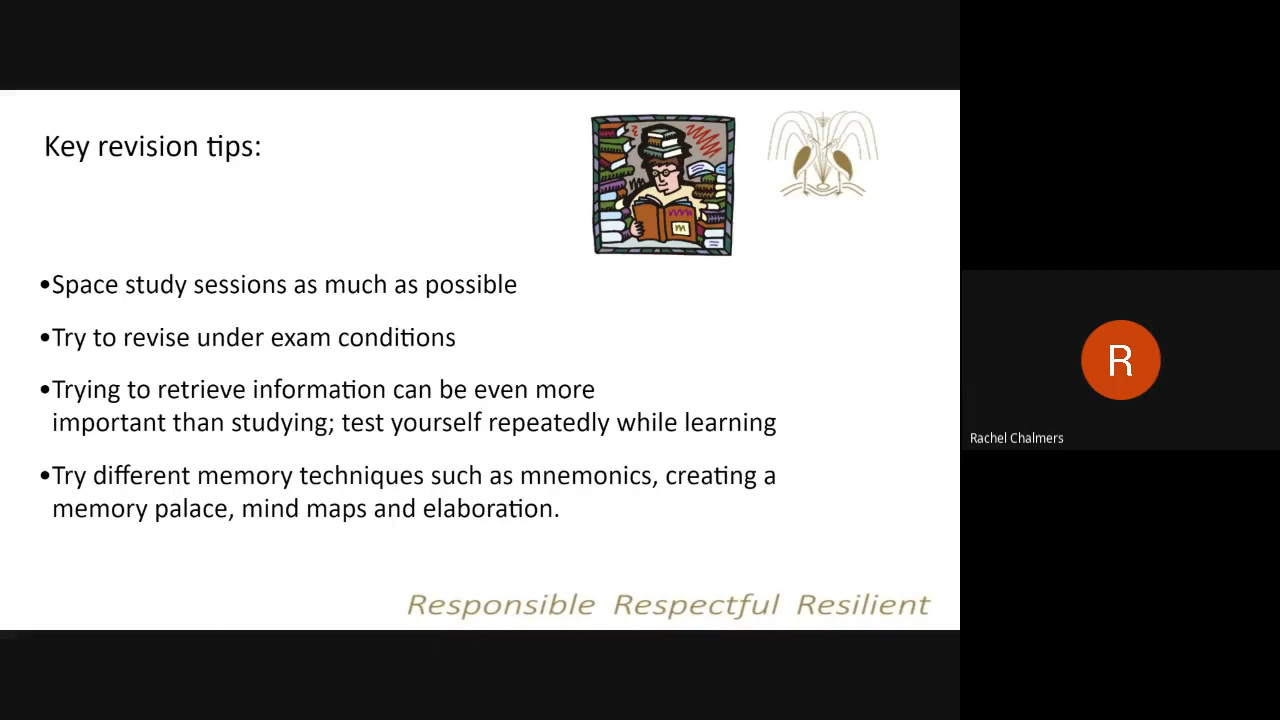 Key revision tips:
•Space study sessions as much as possible
•Try to revise under exam conditions
•Trying to retrieve information can be even more
important than studying; test yourself repeatedly while learning
•Try different memory techniques such as mnemonics, creating a
memory palace, mind maps and elaboration.
Responsible Respectful Resilient
R
Rachel Chalmers